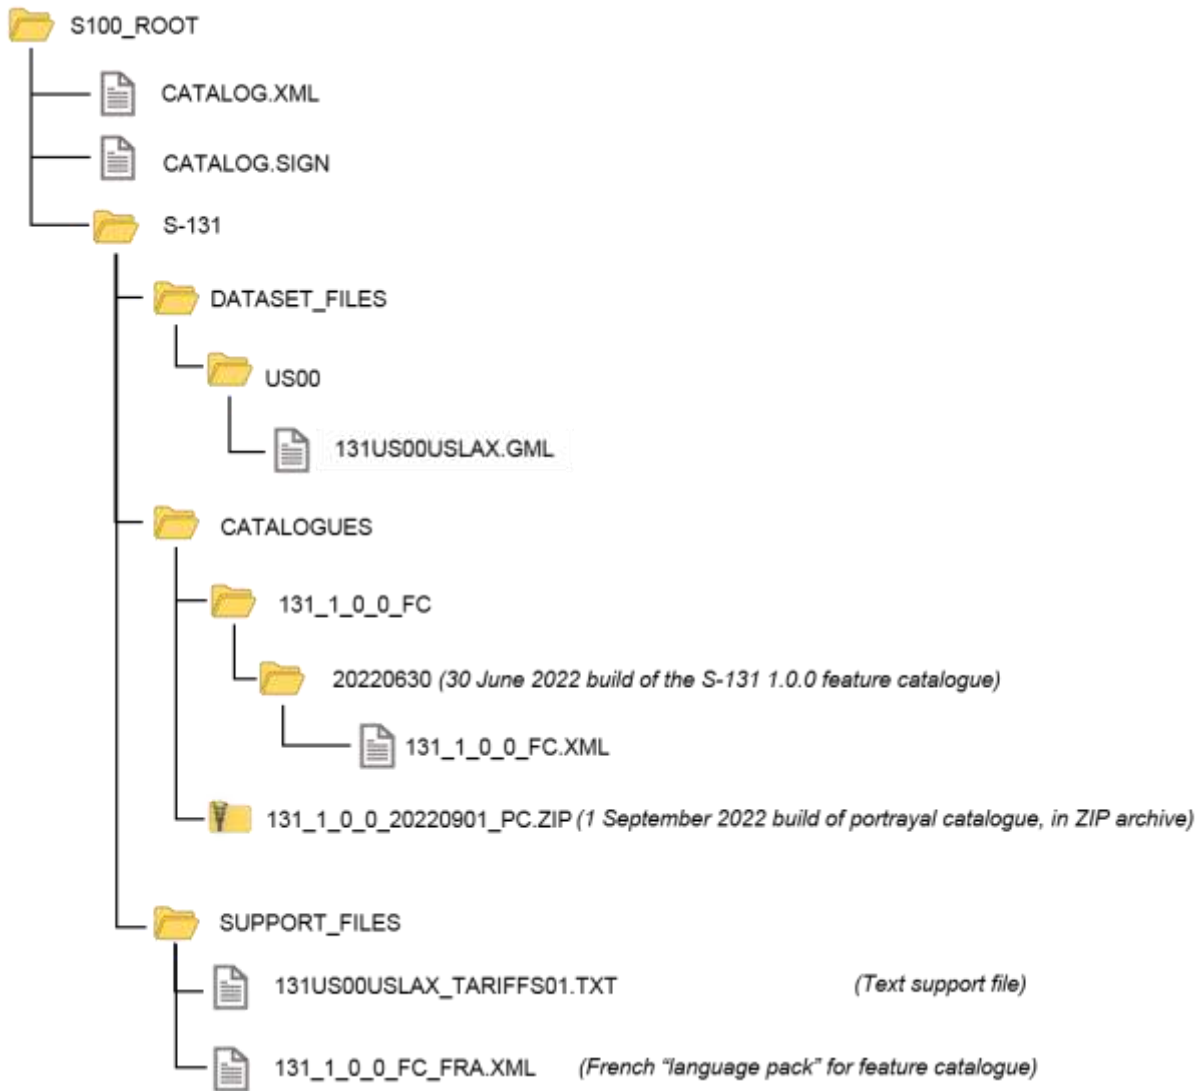 S100_ROOT
CATALOG.XML
CATALOG.SIGN
S-131
DATASET_FILES
US00
131US00USLAX.GML
CATALOGUES
131_1_0_0_FC
20220630 (30 June 2022 build of the S-131 1.0.0 feature catalogue)
131_1_0_0_FC.XML
131_1_0_0_20220901_PC.ZIP (1 September 2022 build of portrayal catalogue, in ZIP archive)
SUPPORT_FILES
131US00USLAX_TARIFFS01.TXT (Text support file)
131_1_0_0_FC_FRA.XML (French “language pack” for feature catalogue)